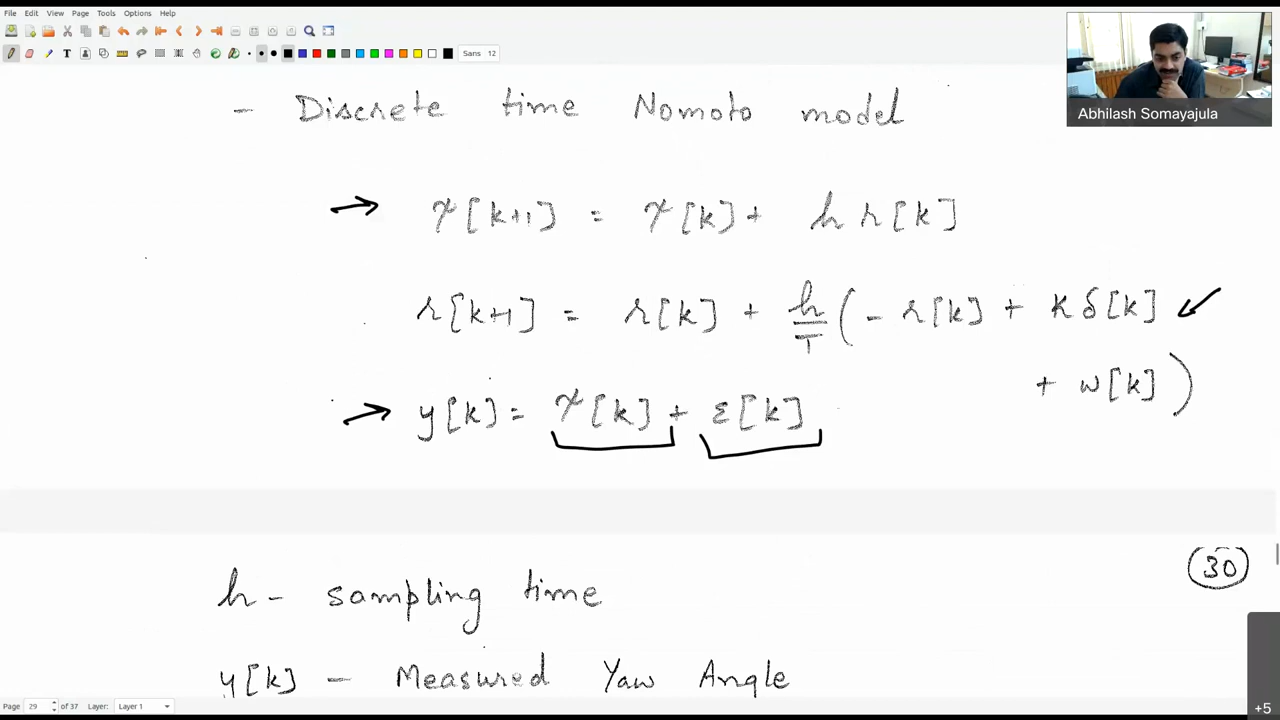 File Edit View Page Tools Options Help
Sans 12
Abhilash Somayajula
- Discrete time Nomoto model
→ ψ[k+1] = ψ[k] + h r[k]
r[k+1] = r[k] + h/T ( - r[k] + K δ[k]
+ w[k] )
→ y[k] = ψ[k] + ε[k]
30
h - sampling time
y[k] - Measured Yaw Angle
Page 29 of 37 Layer: Layer 1
+5